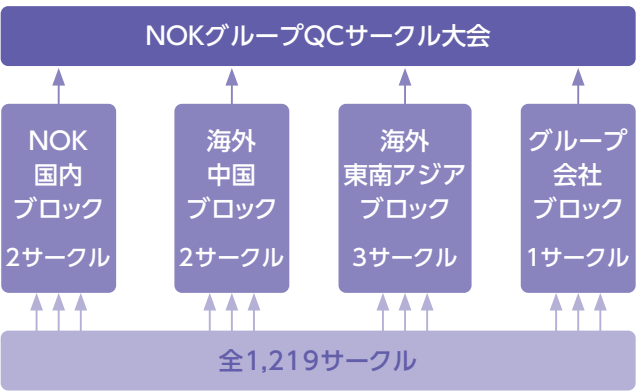 NOKグループQCサークル大会
NOK
国内
ブロック
2サークル
海外
中国
ブロック
2サークル
海外
東南アジア
ブロック
3サークル
グループ
会社
ブロック
1サークル
全1,219サークル